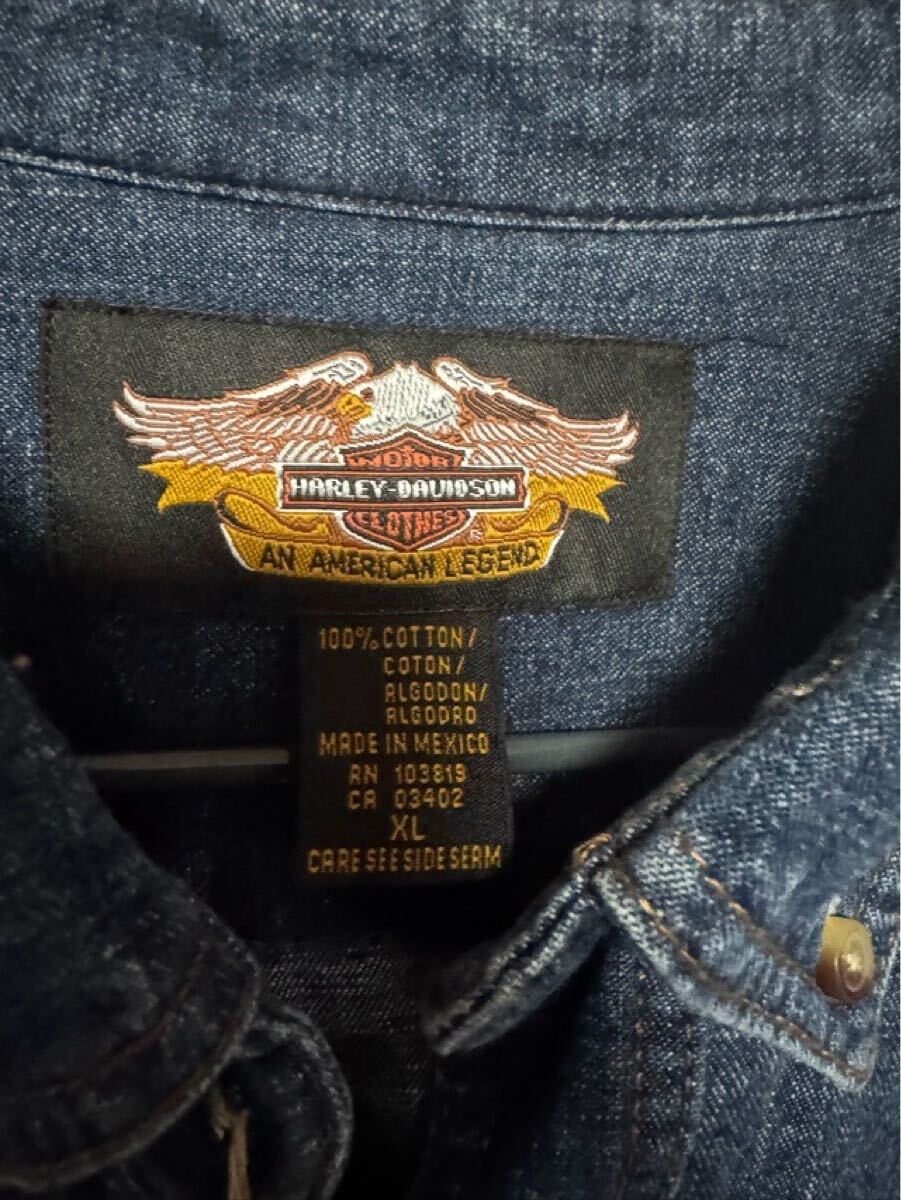 MOTOR
HARLEY-DAVIDSON
CLOTHES
AN AMERICAN LEGEND
100% COTTON/
COTON/
ALGODON/
ALGODAO
MADE IN MEXICO
RN 103819
CA 03402
XL
CARE SEE SIDE SEAM